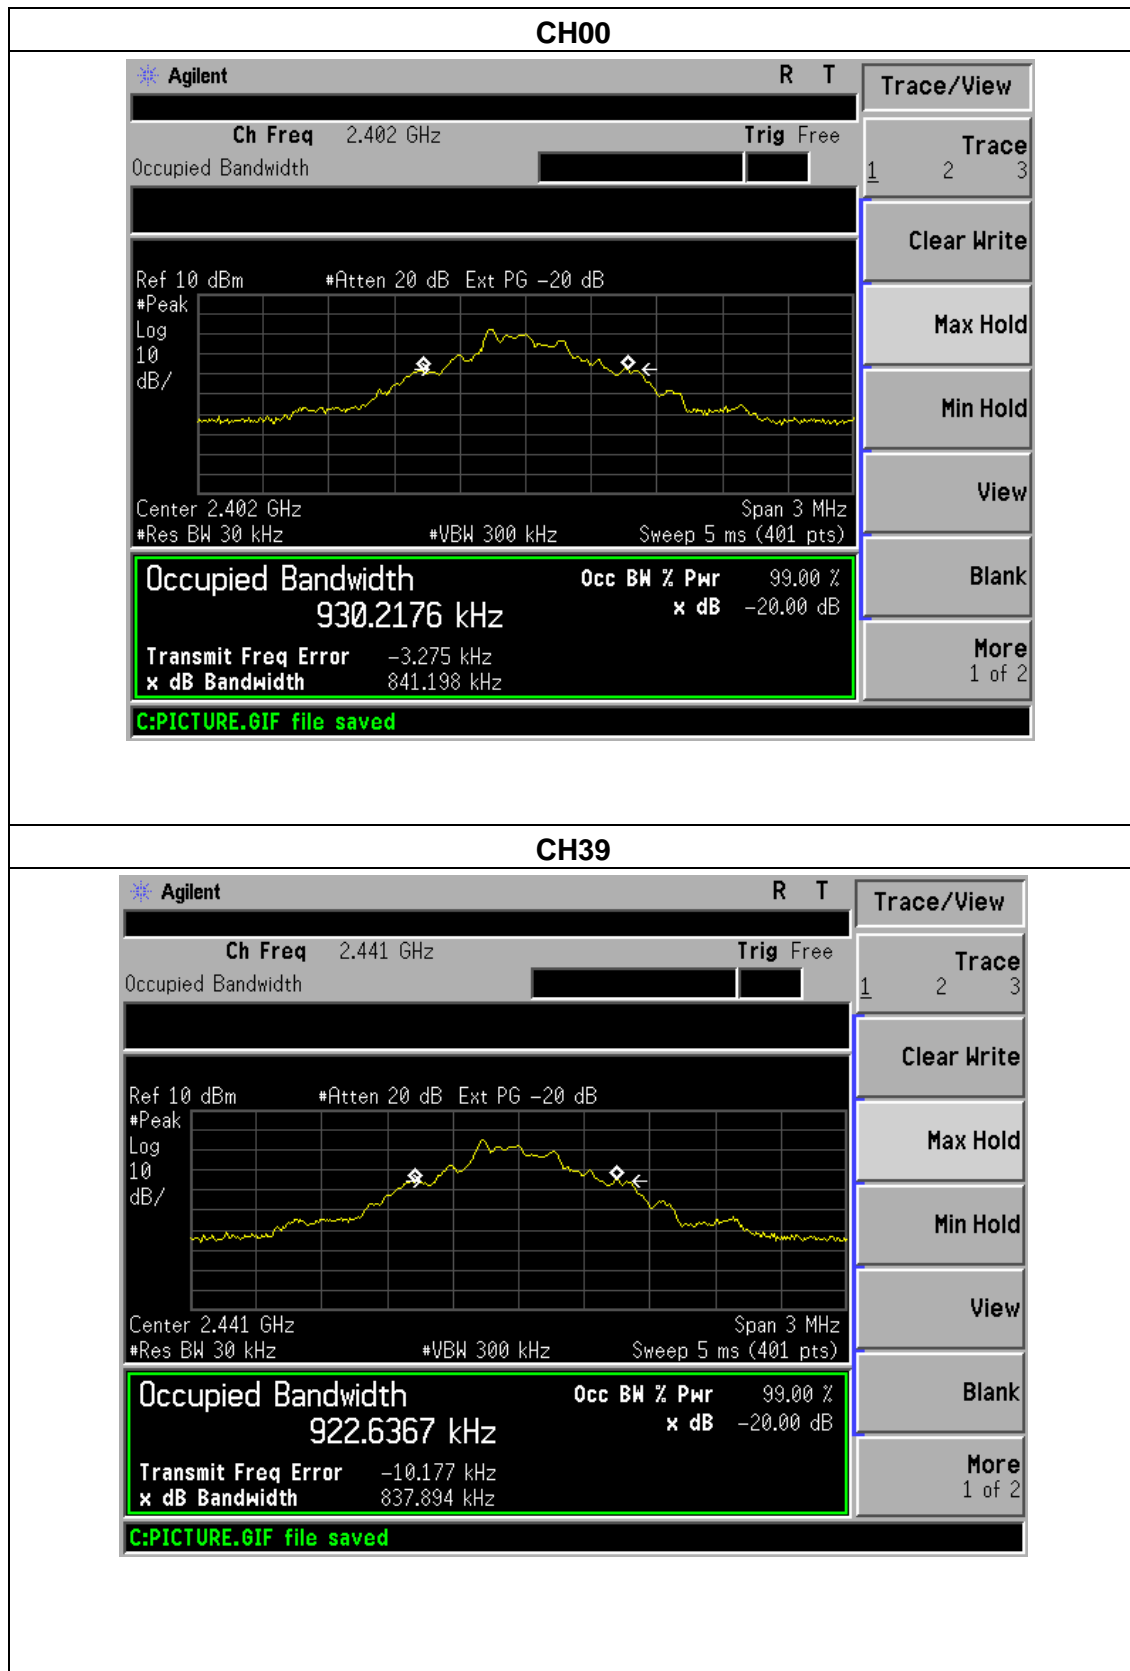 CH00
Agilent R T Trace/View
Ch Freq 2.402 GHz Trig Free
Occupied Bandwidth
Trace
1 2 3
Clear Write
Ref 10 dBm #Atten 20 dB Ext PG -20 dB
#Peak
Log
10
dB/
Max Hold
Min Hold
View
Center 2.402 GHz Span 3 MHz
#Res BW 30 kHz #VBW 300 kHz Sweep 5 ms (401 pts)
Occupied Bandwidth Occ BW % Pwr 99.00 %
930.2176 kHz x dB -20.00 dB
Blank
Transmit Freq Error -3.275 kHz
x dB Bandwidth 841.198 kHz
More
1 of 2
C:PICTURE.GIF file saved
CH39
Agilent R T Trace/View
Ch Freq 2.441 GHz Trig Free
Occupied Bandwidth
Trace
1 2 3
Clear Write
Ref 10 dBm #Atten 20 dB Ext PG -20 dB
#Peak
Log
10
dB/
Max Hold
Min Hold
View
Center 2.441 GHz Span 3 MHz
#Res BW 30 kHz #VBW 300 kHz Sweep 5 ms (401 pts)
Occupied Bandwidth Occ BW % Pwr 99.00 %
922.6367 kHz x dB -20.00 dB
Blank
Transmit Freq Error -10.177 kHz
x dB Bandwidth 837.894 kHz
More
1 of 2
C:PICTURE.GIF file saved